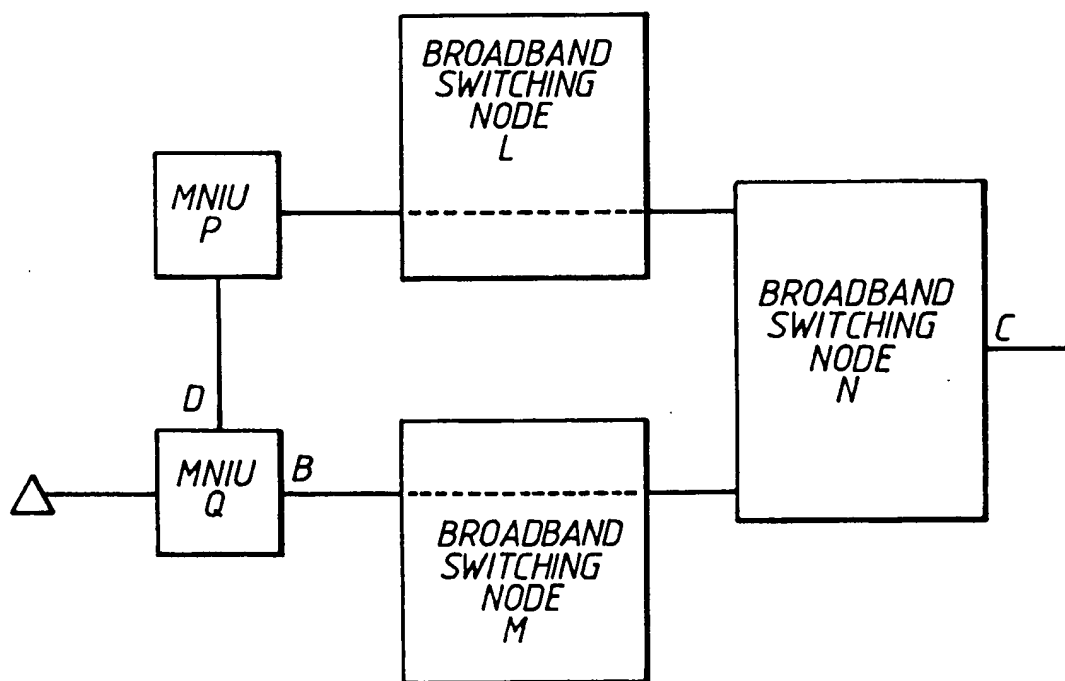 BROADBAND
SWITCHING
NODE
L
MNIU
P
BROADBAND
SWITCHING
NODE
N
C
D
MNIU
Q
B
BROADBAND
SWITCHING
NODE
M